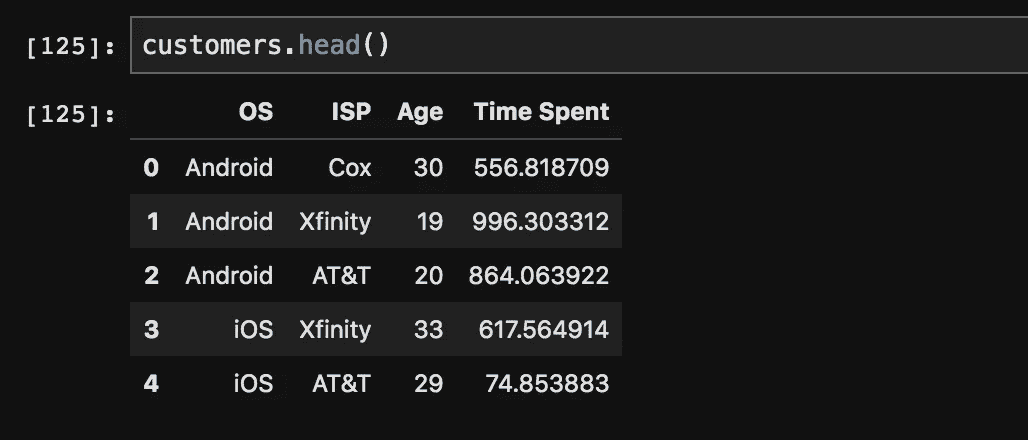 [125]: customers.head()
[125]: OS ISP Age Time Spent
0 Android Cox 30 556.818709
1 Android Xfinity 19 996.303312
2 Android AT&T 20 864.063922
3 iOS Xfinity 33 617.564914
4 iOS AT&T 29 74.853883